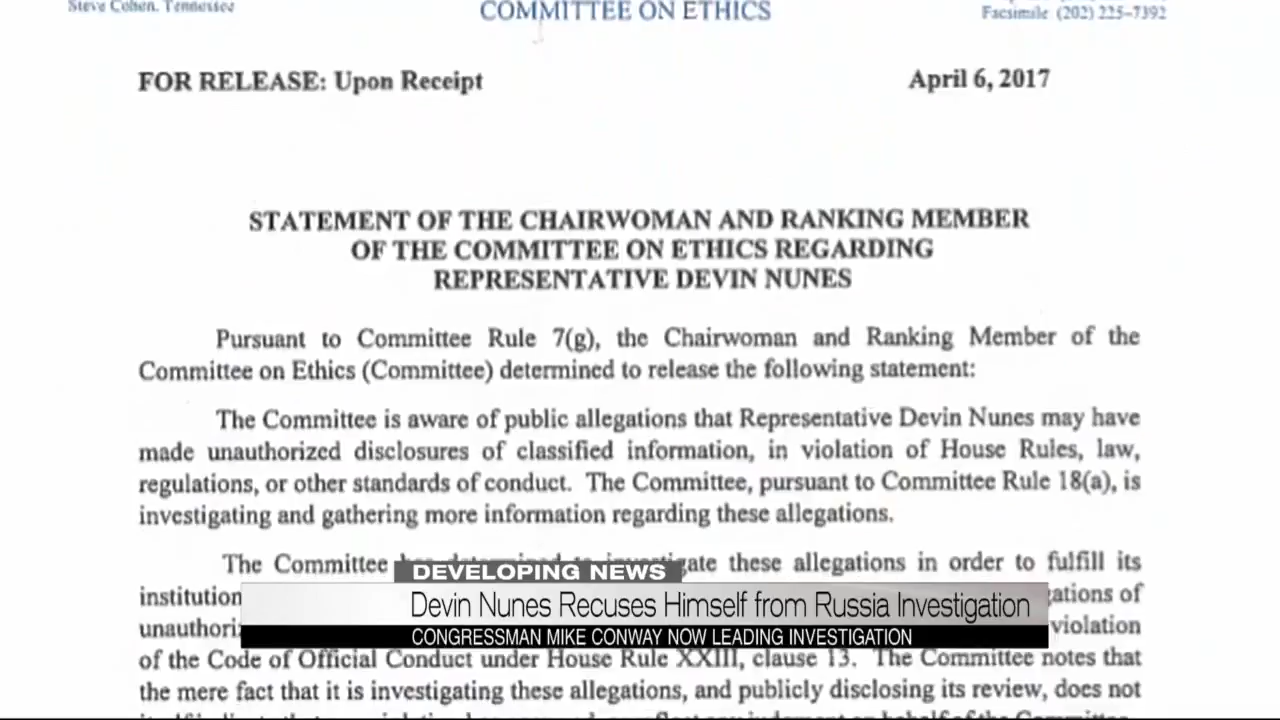 Steve Cohen, Tennessee
COMMITTEE ON ETHICS
Facsimile (202) 225–7392
FOR RELEASE: Upon Receipt
April 6, 2017
STATEMENT OF THE CHAIRWOMAN AND RANKING MEMBER
OF THE COMMITTEE ON ETHICS REGARDING
REPRESENTATIVE DEVIN NUNES
Pursuant to Committee Rule 7(g), the Chairwoman and Ranking Member of the
Committee on Ethics (Committee) determined to release the following statement:
The Committee is aware of public allegations that Representative Devin Nunes may have
made unauthorized disclosures of classified information, in violation of House Rules, law,
regulations, or other standards of conduct. The Committee, pursuant to Committee Rule 18(a), is
investigating and gathering more information regarding these allegations.
The Committee has determined to investigate these allegations in order to fulfill its
DEVELOPING NEWS
institution
Devin Nunes Recuses Himself from Russia Investigation
gations of
unauthori
CONGRESSMAN MIKE CONWAY NOW LEADING INVESTIGATION
violation
of the Code of Official Conduct under House Rule XXIII, clause 13. The Committee notes that
the mere fact that it is investigating these allegations, and publicly disclosing its review, does not